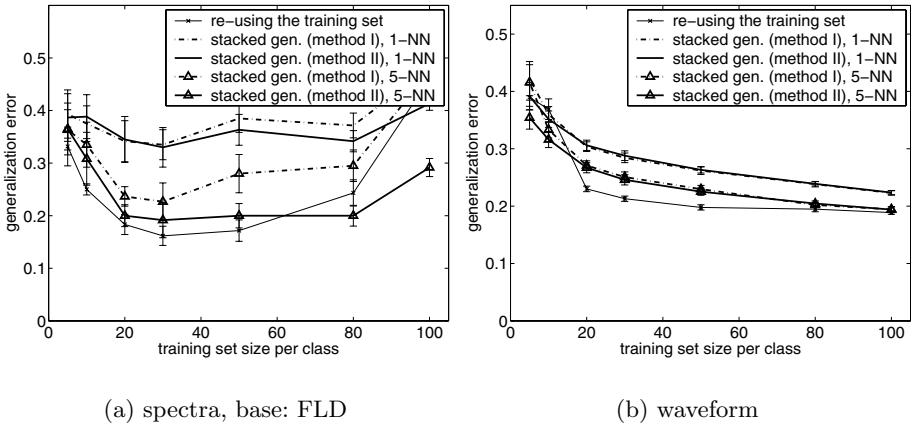 re-using the training set
stacked gen. (method I), 1-NN
stacked gen. (method II), 1-NN
stacked gen. (method I), 5-NN
stacked gen. (method II), 5-NN
generalization error
0.5
0.4
0.3
0.2
0.1
0
0 20 40 60 80 100
training set size per class
(a) spectra, base: FLD
re-using the training set
stacked gen. (method I), 1-NN
stacked gen. (method II), 1-NN
stacked gen. (method I), 5-NN
stacked gen. (method II), 5-NN
generalization error
0.5
0.4
0.3
0.2
0.1
0
0 20 40 60 80 100
training set size per class
(b) waveform